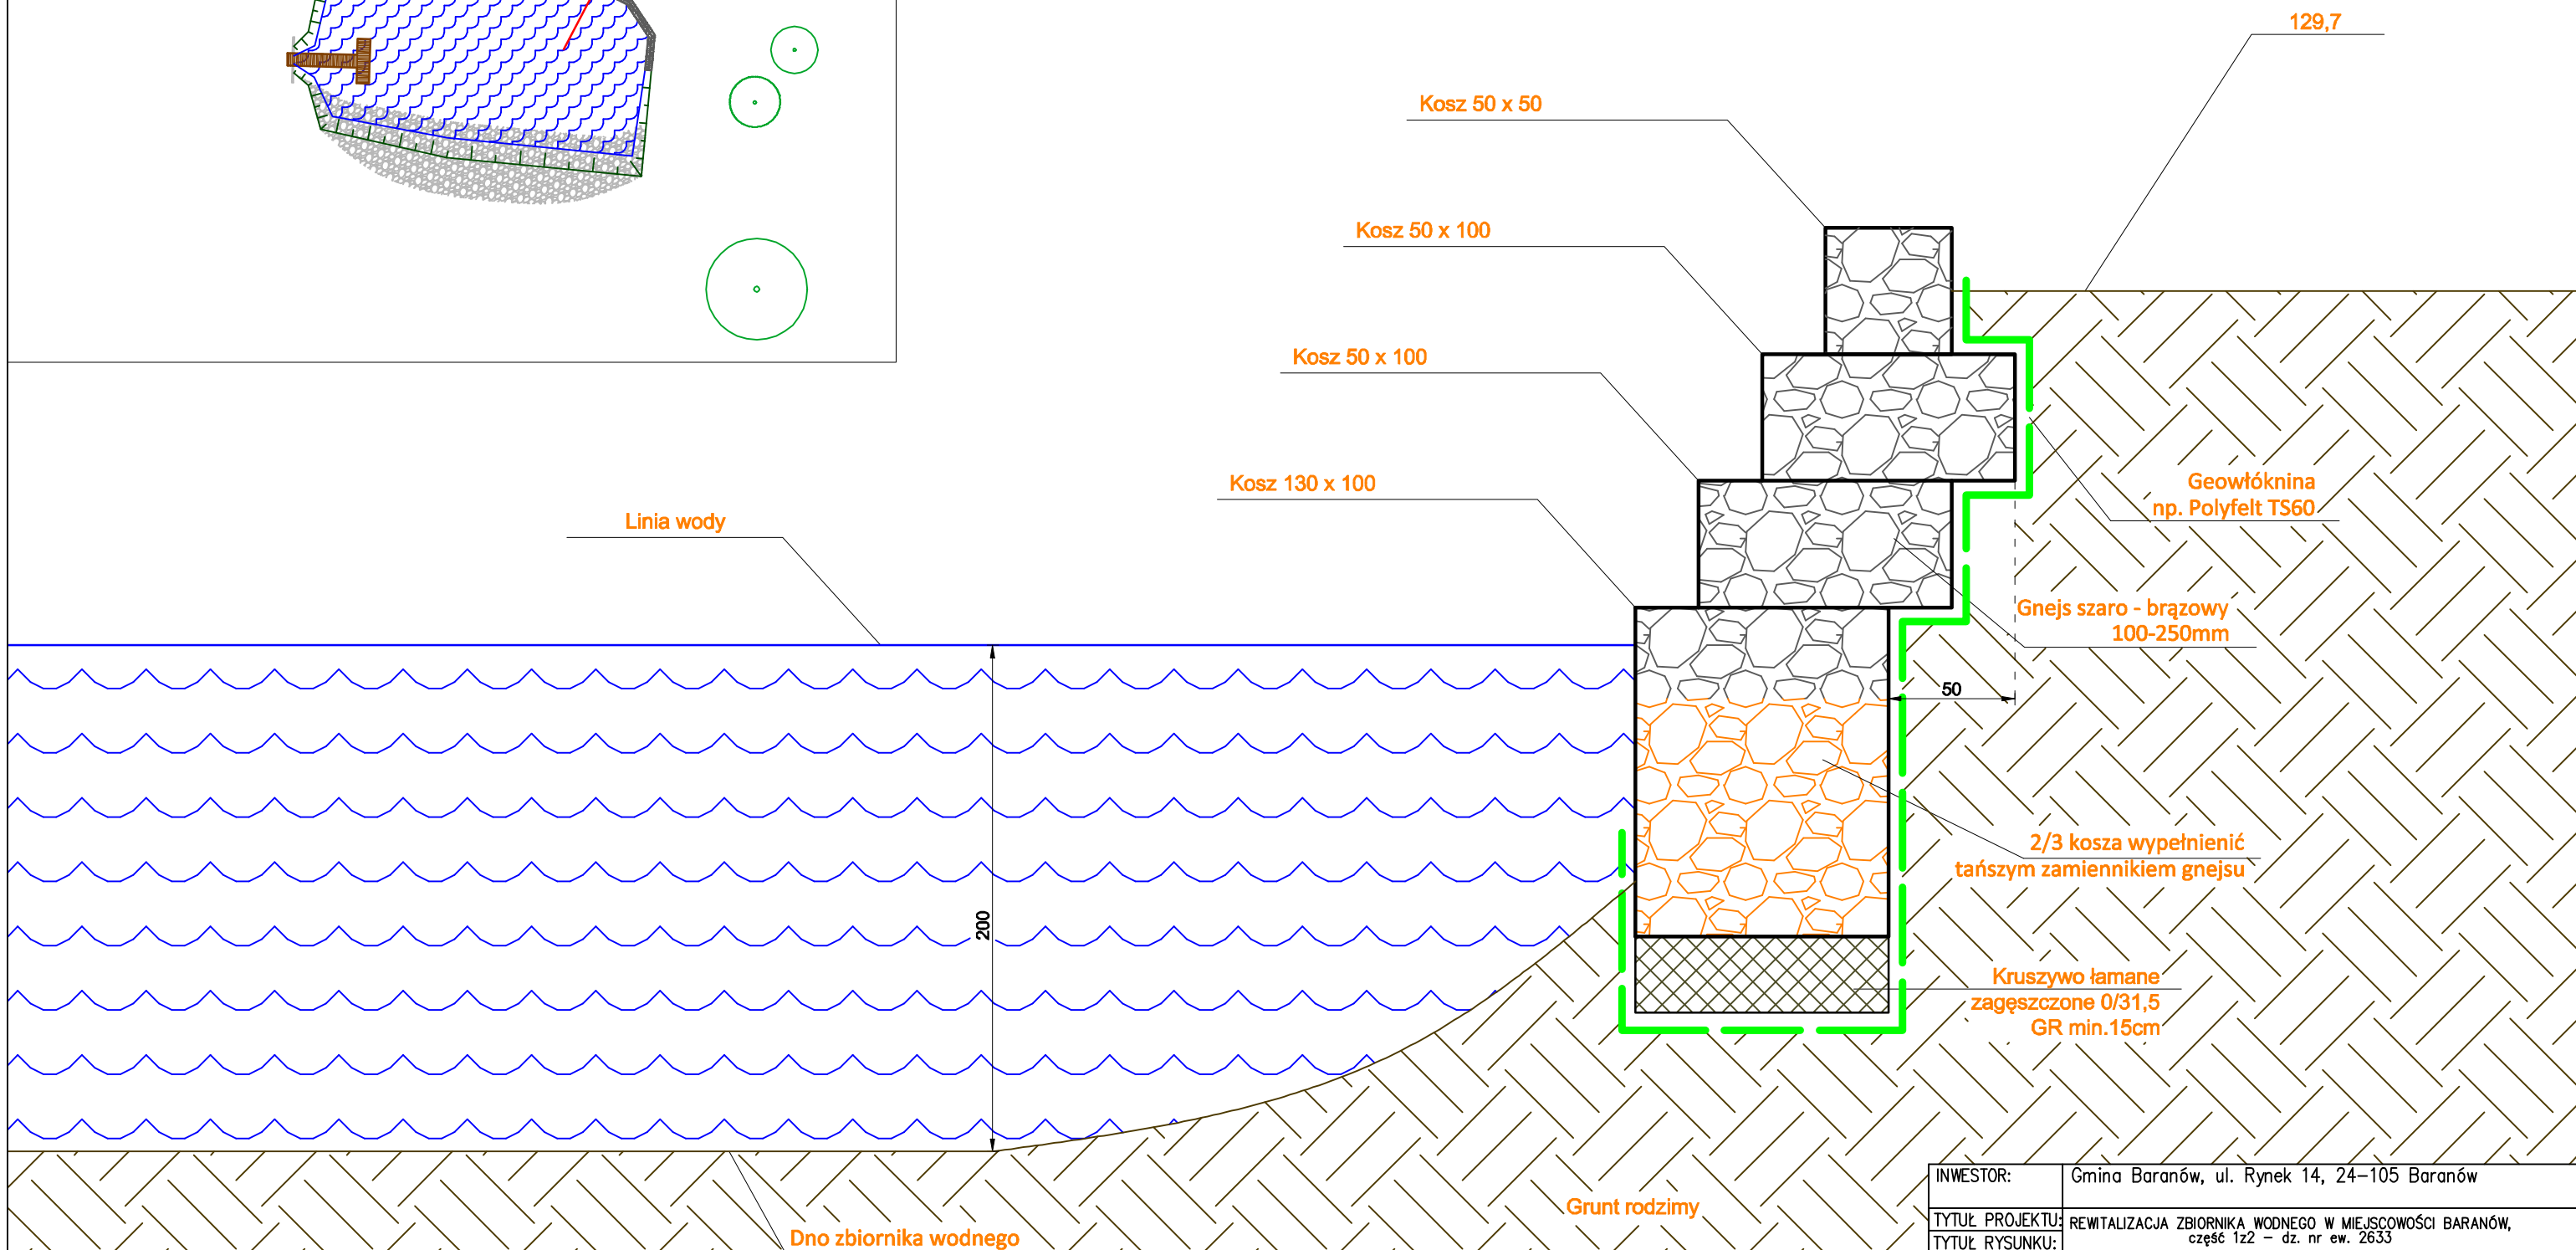 129,7
Kosz 50 x 50
Kosz 50 x 100
Kosz 50 x 100
Kosz 130 x 100
Linia wody
Geowłóknina
np. Polyfelt TS60
Gnejs szaro - brązowy
100-250mm
50
2/3 kosza wypełnienić
tańszym zamiennikiem gnejsu
200
Kruszywo łamane
zagęszczone 0/31,5
GR min.15cm
Grunt rodzimy
Dno zbiornika wodnego
INWESTOR: Gmina Baranów, ul. Rynek 14, 24-105 Baranów
TYTUŁ PROJEKTU: REWITALIZACJA ZBIORNIKA WODNEGO W MIEJSCOWOŚCI BARANÓW,
część 1z2 - dz. nr ew. 2633
TYTUŁ RYSUNKU: